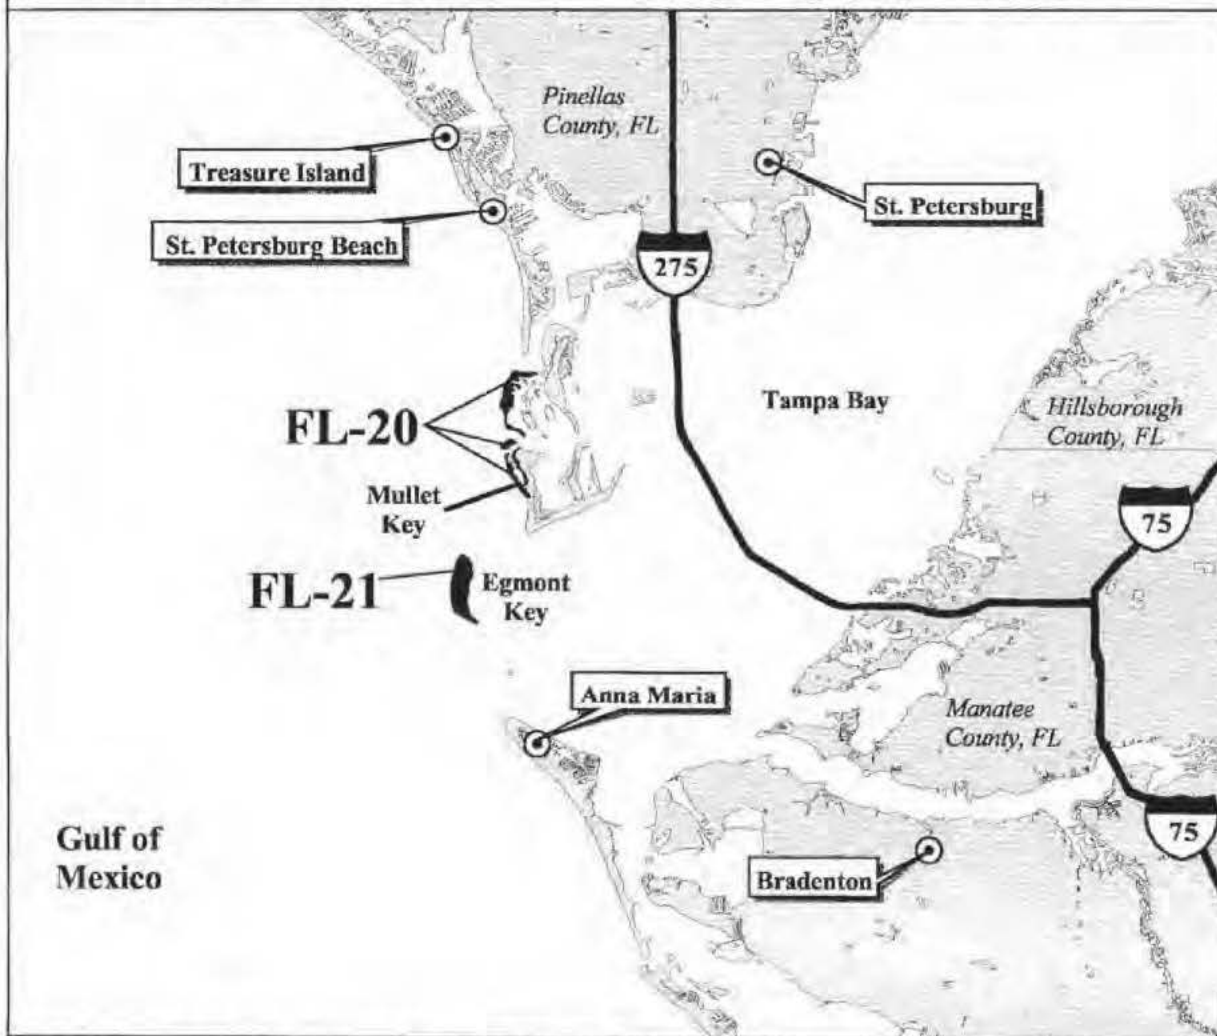 Pinellas
County, FL
Treasure Island
St. Petersburg
St. Petersburg Beach
275
Tampa Bay
Hillsborough
County, FL
FL-20
Mullet
Key
75
FL-21
Egmont
Key
Anna Maria
Manatee
County, FL
75
Gulf of
Mexico
Bradenton